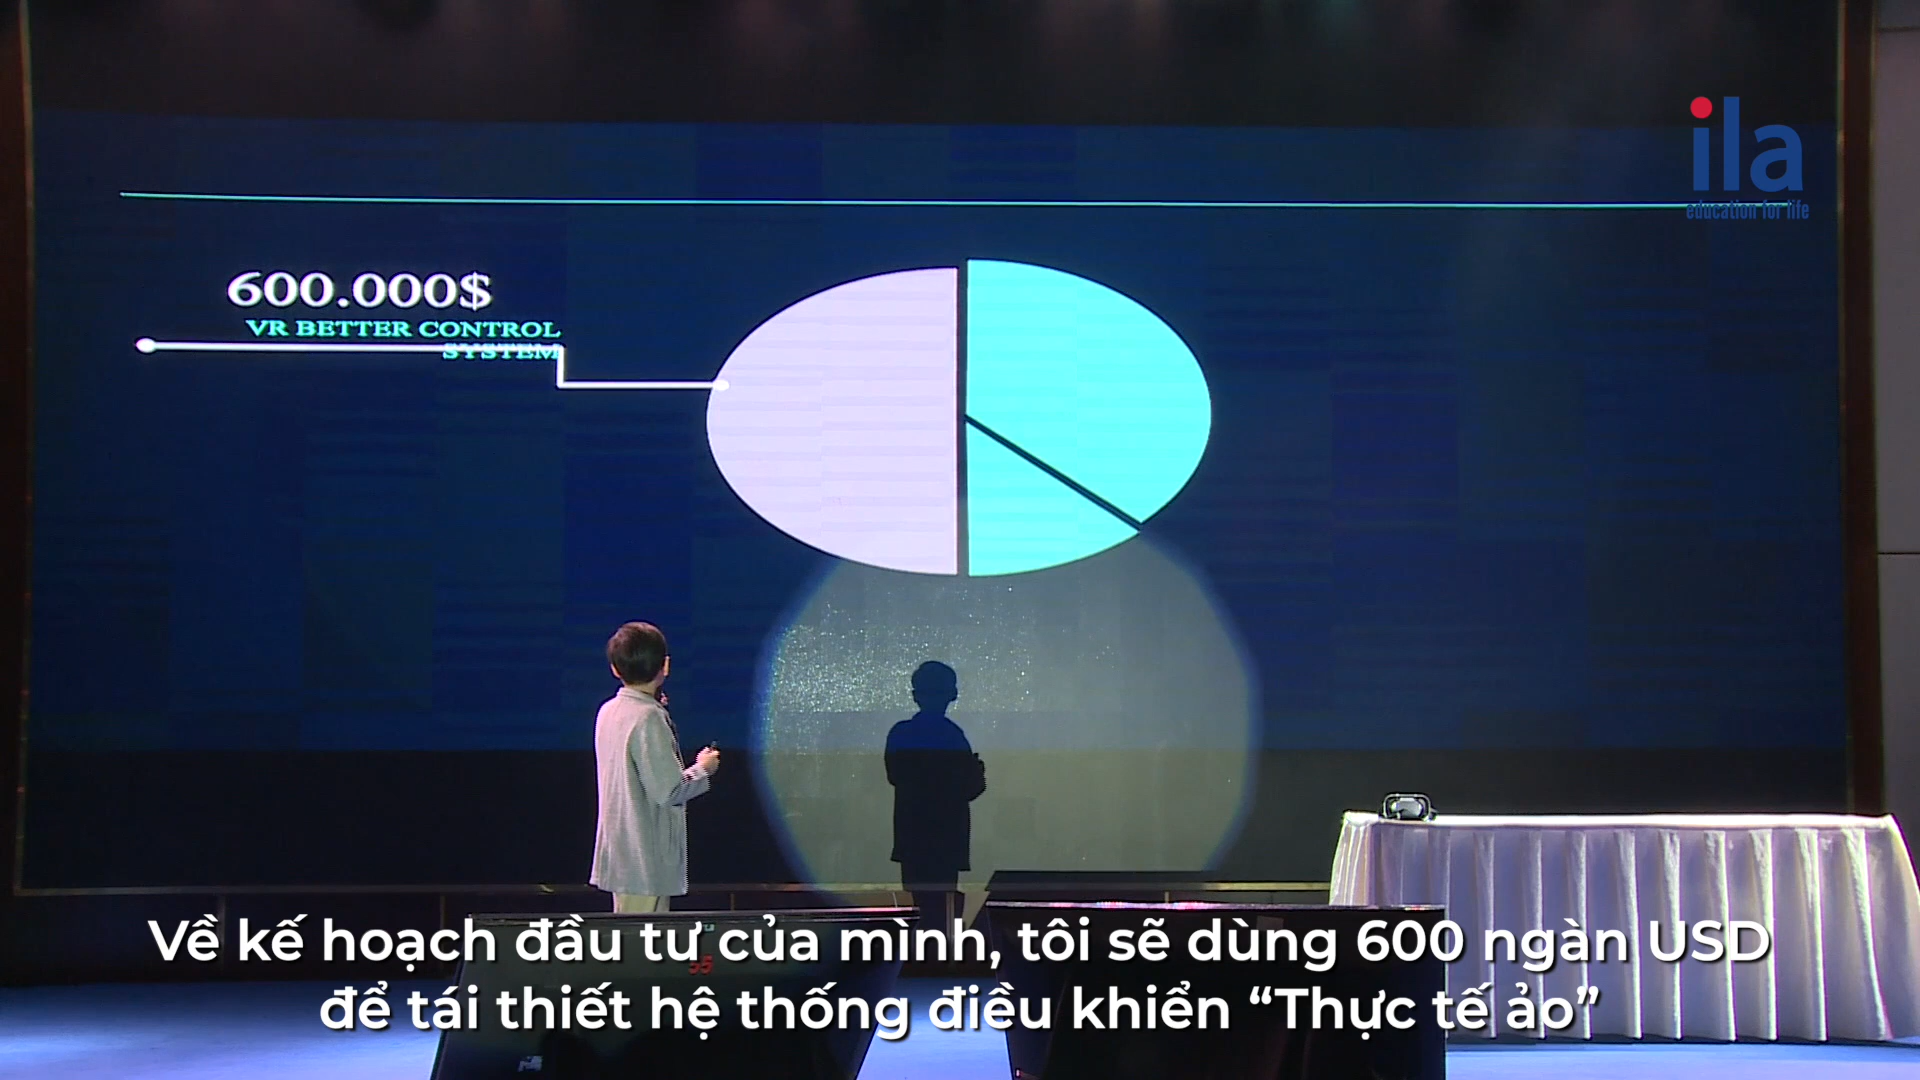 ila
education for life
600.000$
VR BETTER CONTROL
SYSTEM
55
Về kế hoạch đầu tư của mình, tôi sẽ dùng 600 ngàn USD
để tái thiết hệ thống điều khiển “Thực tế ảo”